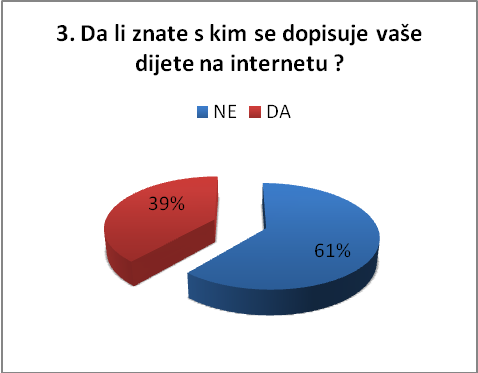 3. Da li znate s kim se dopisuje vaše
dijete na internetu ?
NE DA
39%
61%